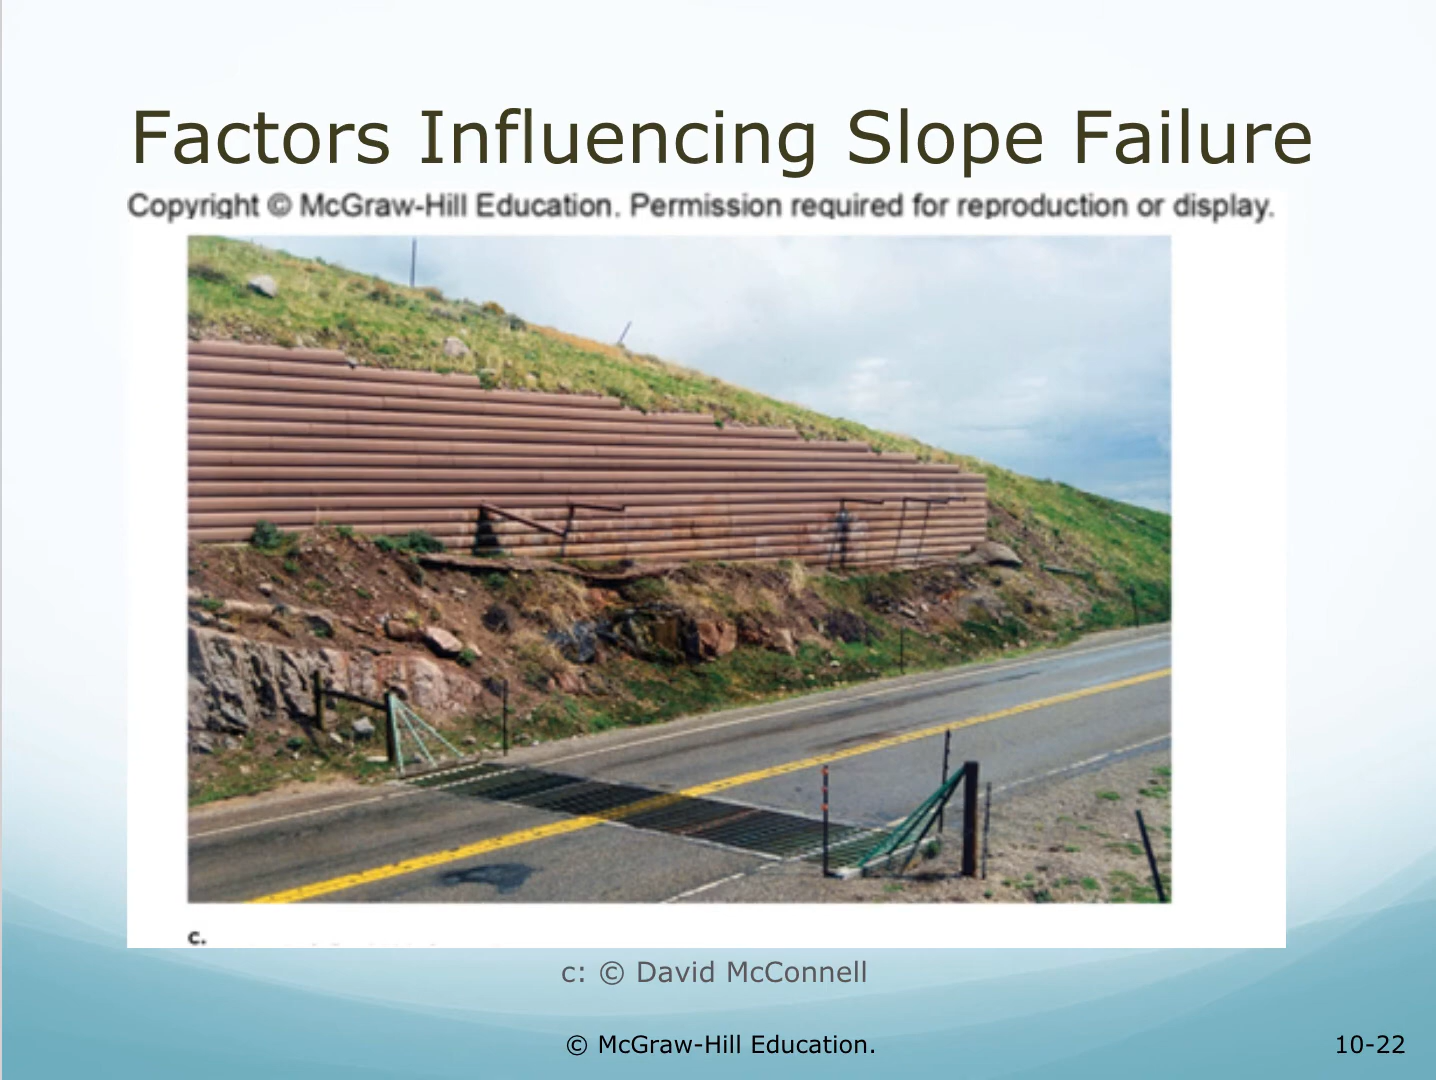 Factors Influencing Slope Failure
Copyright © McGraw-Hill Education. Permission required for reproduction or display.
c.
c: © David McConnell
© McGraw-Hill Education.
10-22